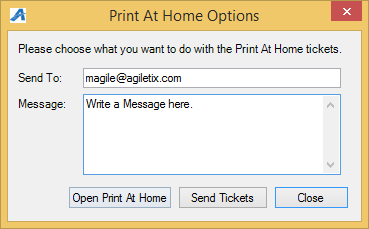 Print At Home Options
Please choose what you want to do with the Print At Home tickets.
Send To: magile@agiletix.com
Message: Write a Message here.
Open Print At Home Send Tickets Close